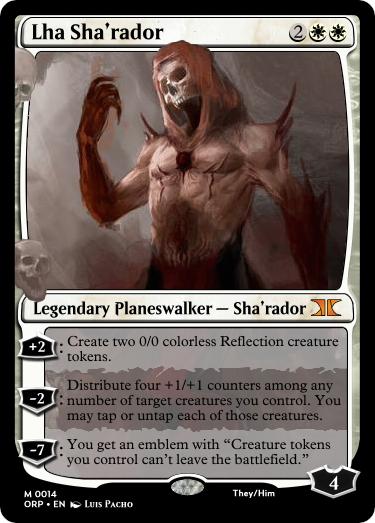 Lha Sha'rador 2
Legendary Planeswalker — Sha'rador
+2: Create two 0/0 colorless Reflection creature
tokens.
-2: Distribute four +1/+1 counters among any
number of target creatures you control. You
may tap or untap each of those creatures.
-7: You get an emblem with “Creature tokens
you control can't leave the battlefield.”
4
M 0014
ORP • EN Luis Pacho
They/Him